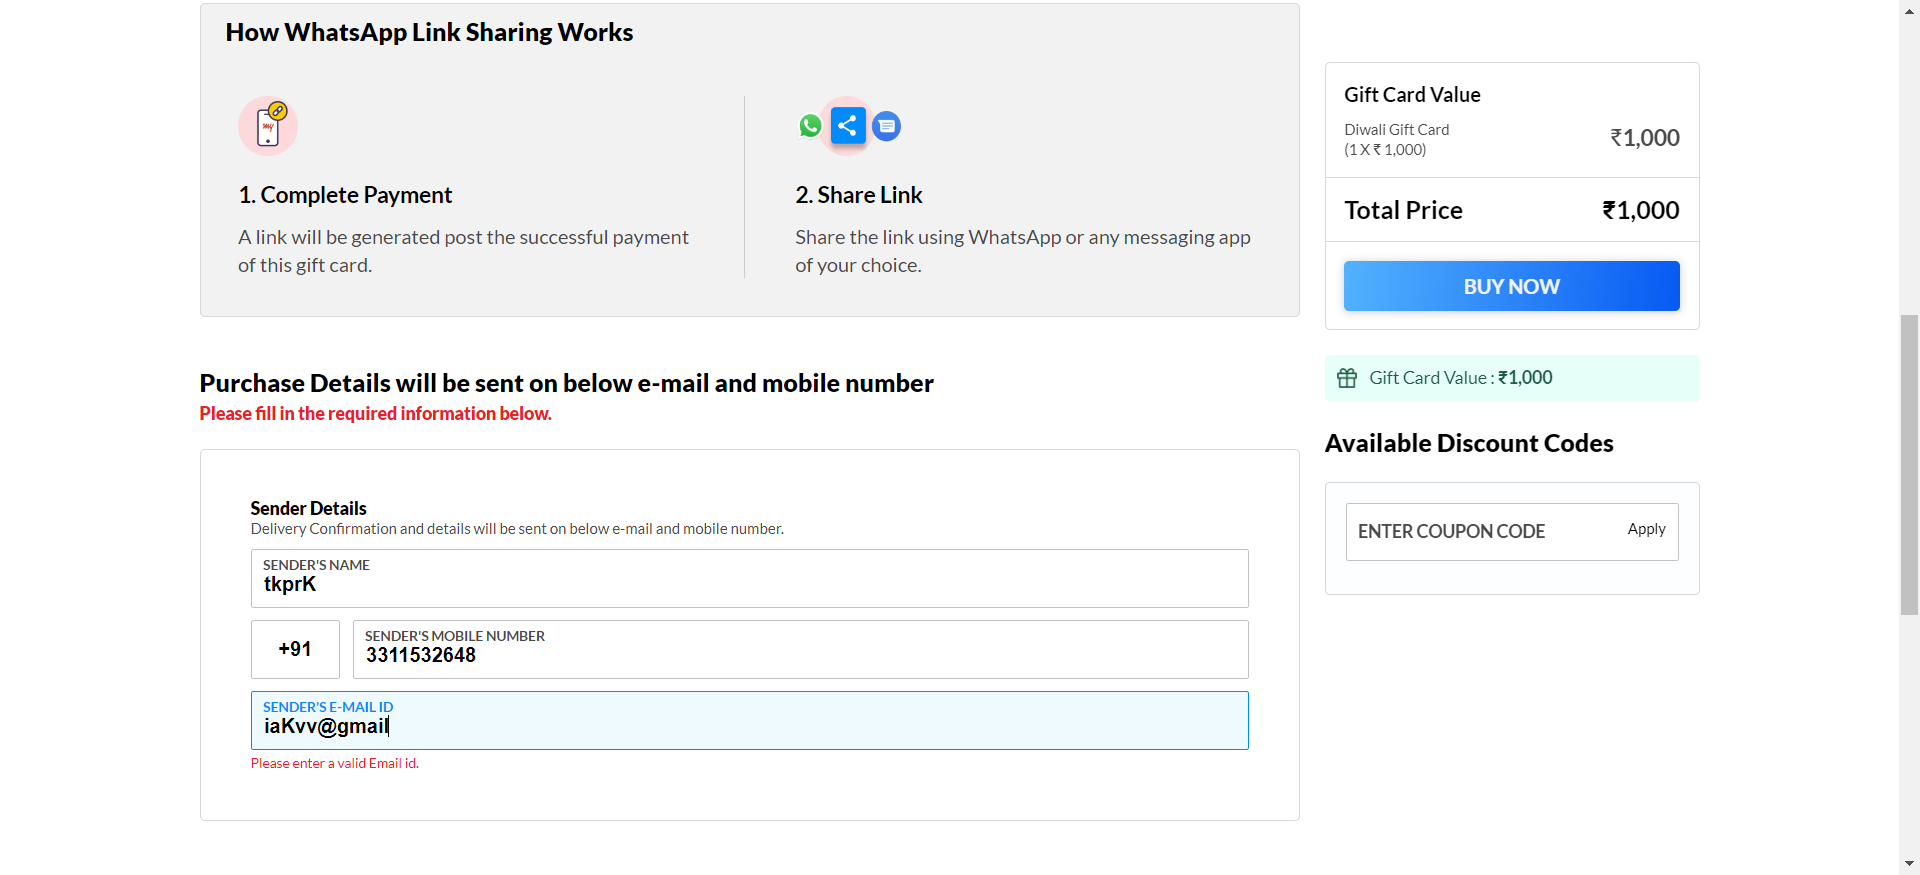 How WhatsApp Link Sharing Works
my
1. Complete Payment
A link will be generated post the successful payment
of this gift card.
2. Share Link
Share the link using WhatsApp or any messaging app
of your choice.
Purchase Details will be sent on below e-mail and mobile number
Please fill in the required information below.
Sender Details
Delivery Confirmation and details will be sent on below e-mail and mobile number.
SENDER'S NAME
tkprK
+91
SENDER'S MOBILE NUMBER
3311532648
SENDER'S E-MAIL ID
iaKvv@gmail
Please enter a valid Email id.
Gift Card Value
Diwali Gift Card
(1 X ₹ 1,000)
₹1,000
Total Price
₹1,000
BUY NOW
Gift Card Value : ₹1,000
Available Discount Codes
ENTER COUPON CODE
Apply